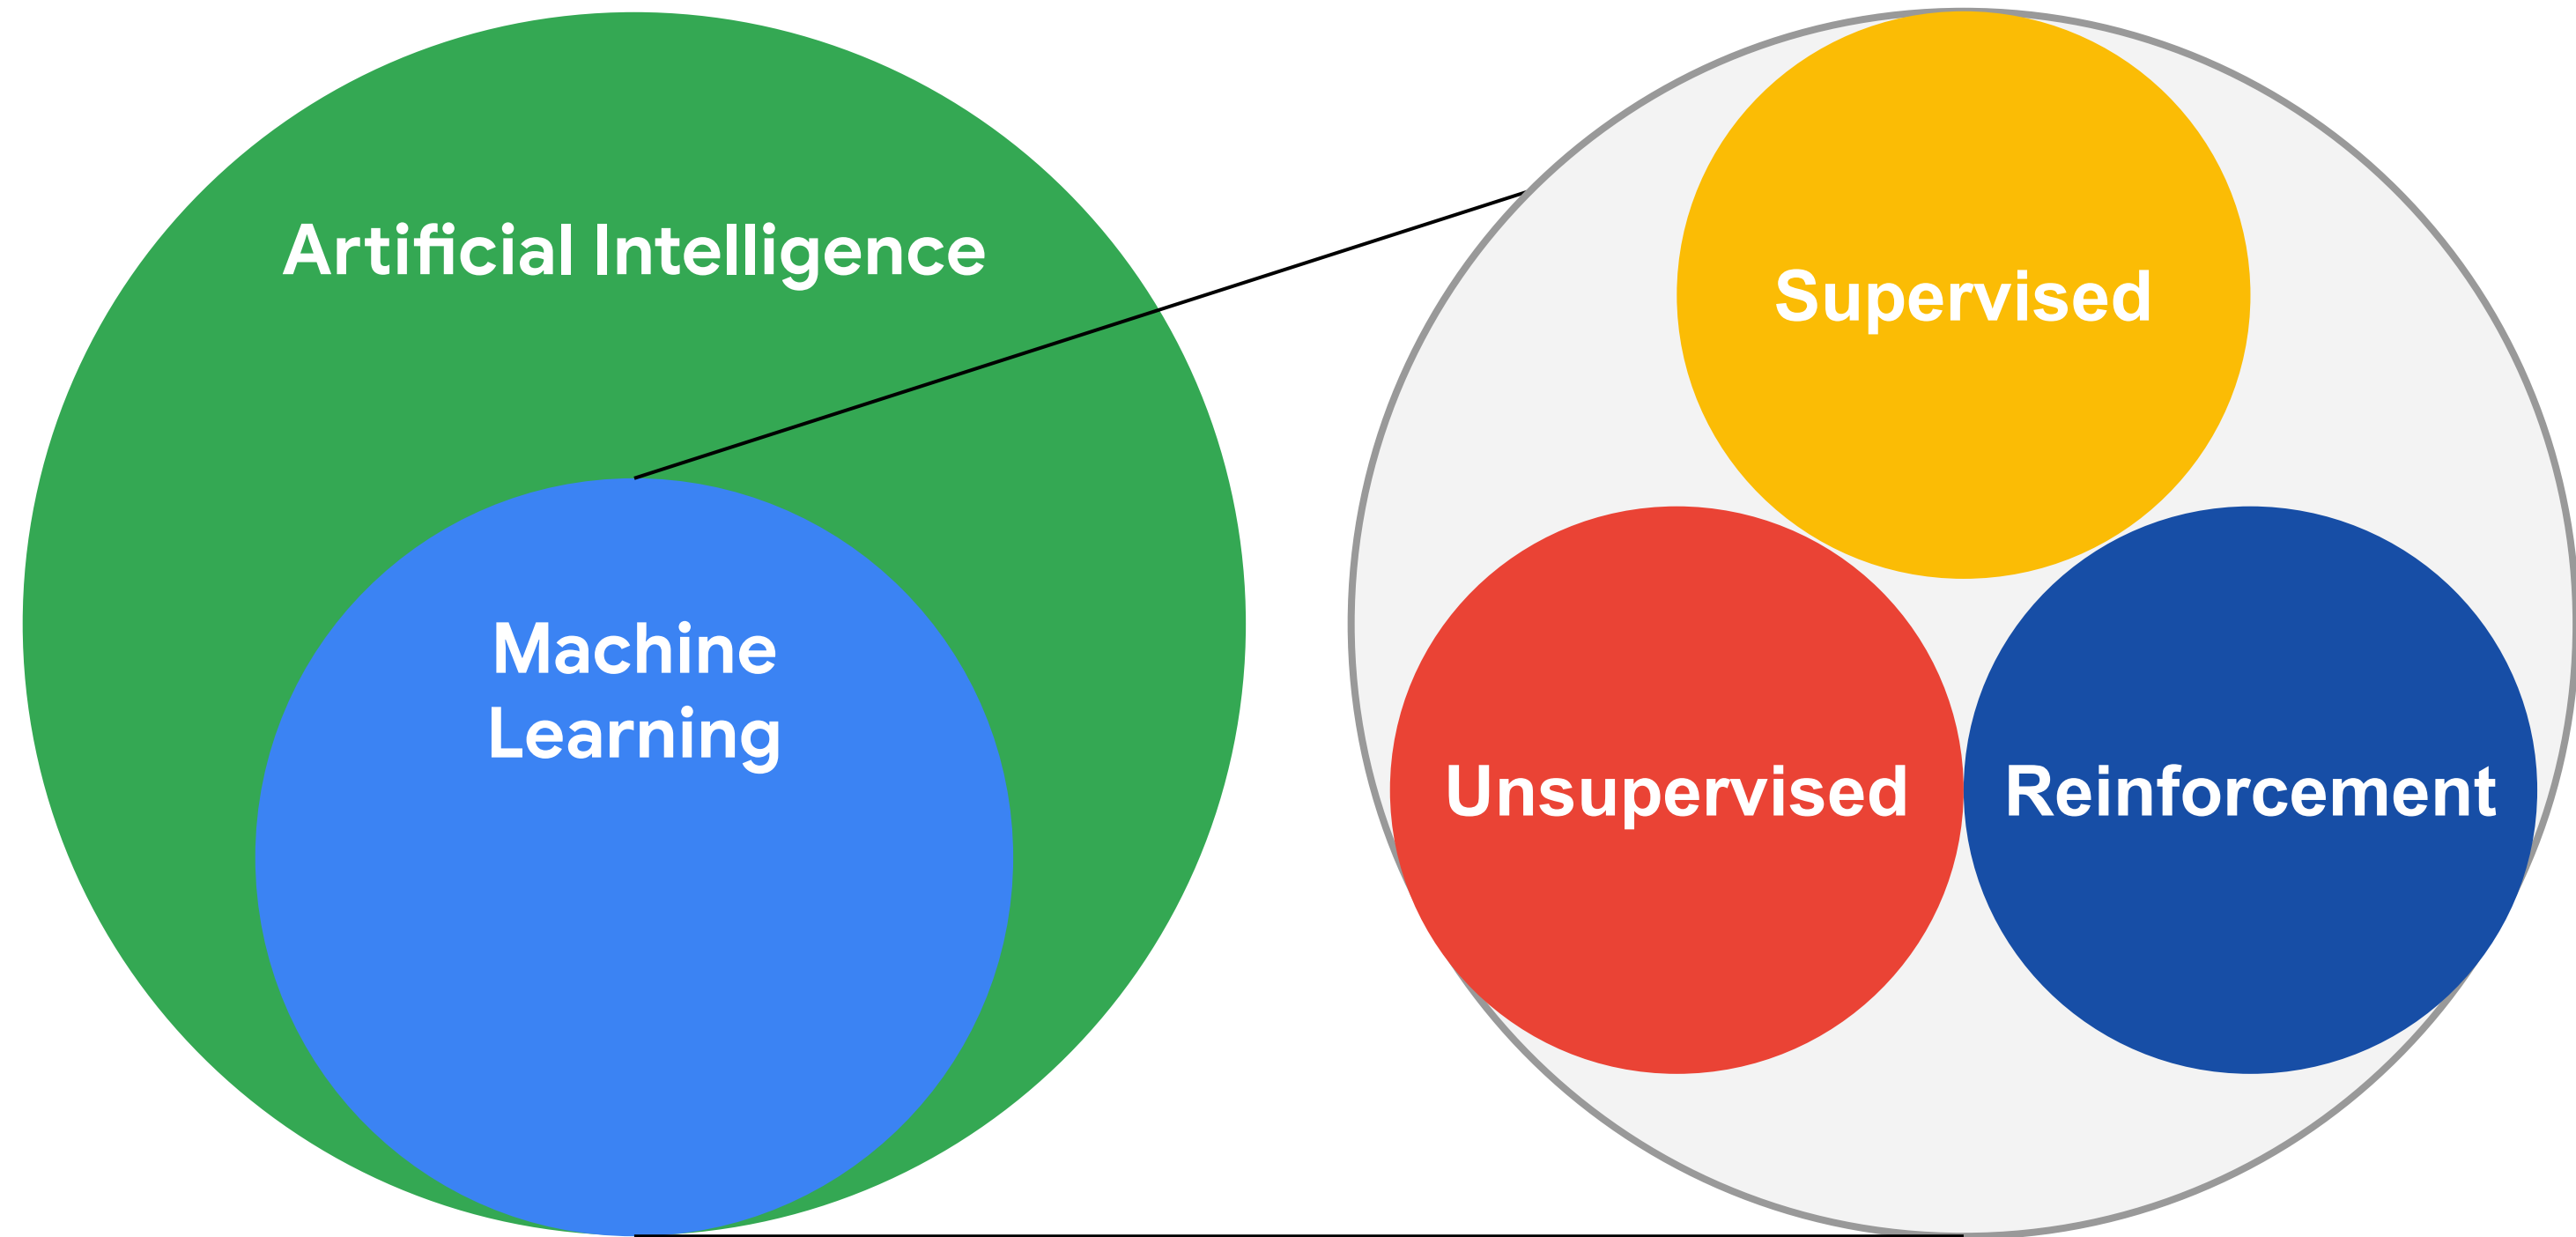 Artificial Intelligence
Machine
Learning
Supervised
Unsupervised
Reinforcement